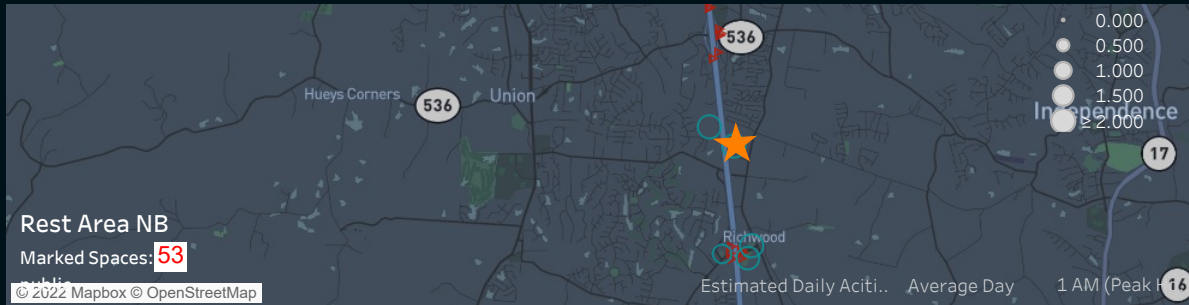 536
0.000
0.500
1.000
1.500
≥ 2.000
Hueys Corners
536
Union
Independence
17
Rest Area NB
Marked Spaces: 53
public
Richwood
© 2022 Mapbox © OpenStreetMap
Estimated Daily Aciti.. Average Day 1 AM (Peak H
16